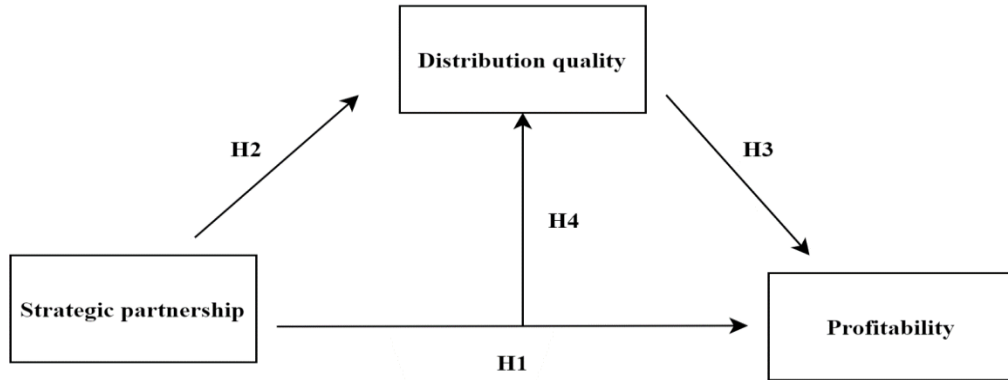 Distribution quality
H2
H3
H4
Strategic partnership
Profitability
H1